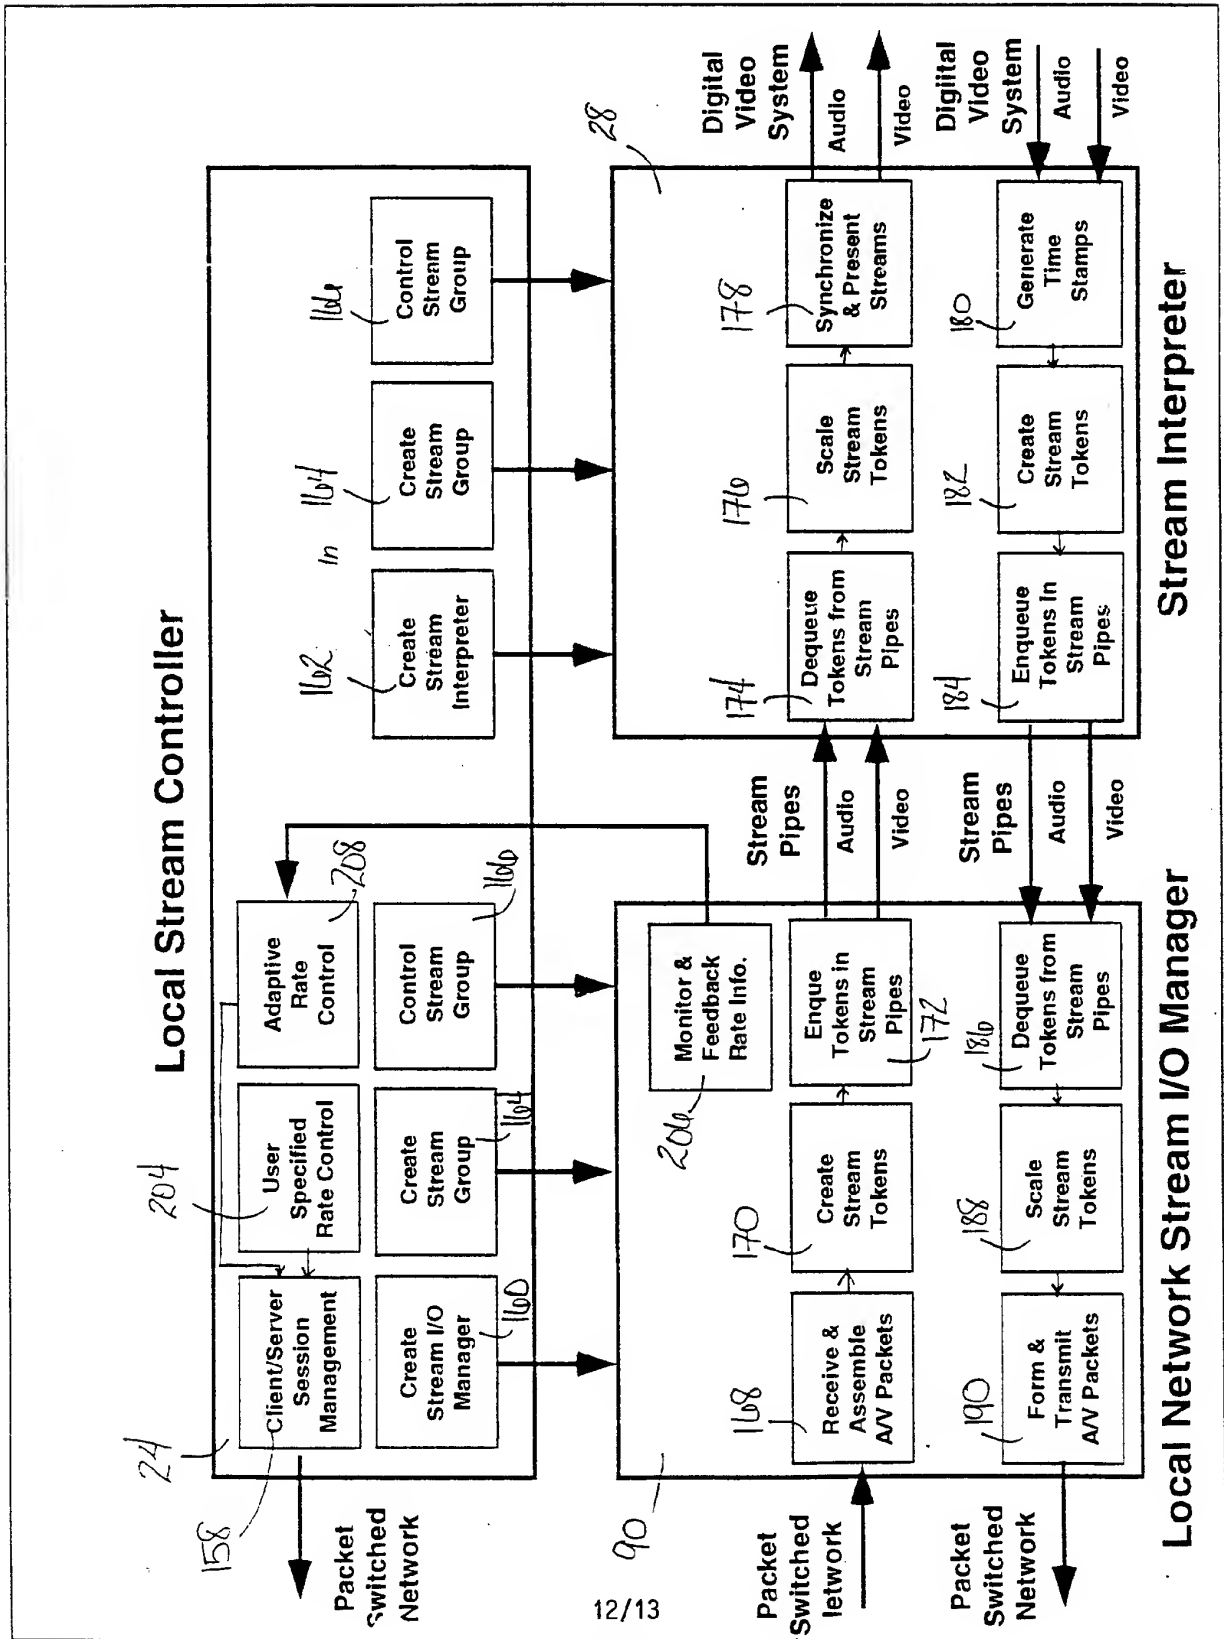 Local Stream Controller
24
158
Client/Server
Session
Management
204
User
Specified
Rate Control
Adaptive
Rate
Control
208
Create
Stream I/O
Manager
160
Create
Stream
Group
164
Control
Stream
Group
166
162
Create
Stream
Interpreter
In
164
Create
Stream
Group
166
Control
Stream
Group
Packet
Switched
Network
90
206
Monitor &
Feedback
Rate Info.
Packet
Switched
letwork
168
Receive &
Assemble
A/V Packets
170
Create
Stream
Tokens
Enque
Tokens in
Stream
Pipes
172
Stream
Pipes
Audio
Video
28
174
Dequeue
Tokens from
Stream
Pipes
176
Scale
Stream
Tokens
178
Synchronize
& Present
Streams
Digital
Video
System
Audio
Video
Packet
Switched
Network
190
Form &
Transmit
A/V Packets
188
Scale
Stream
Tokens
186
Dequeue
Tokens from
Stream
Pipes
Stream
Pipes
Audio
Video
184
Enqueue
Tokens In
Stream
Pipes
182
Create
Stream
Tokens
180
Generate
Time
Stamps
Digiital
Video
System
Audio
Video
Local Network Stream I/O Manager
Stream Interpreter
12/13